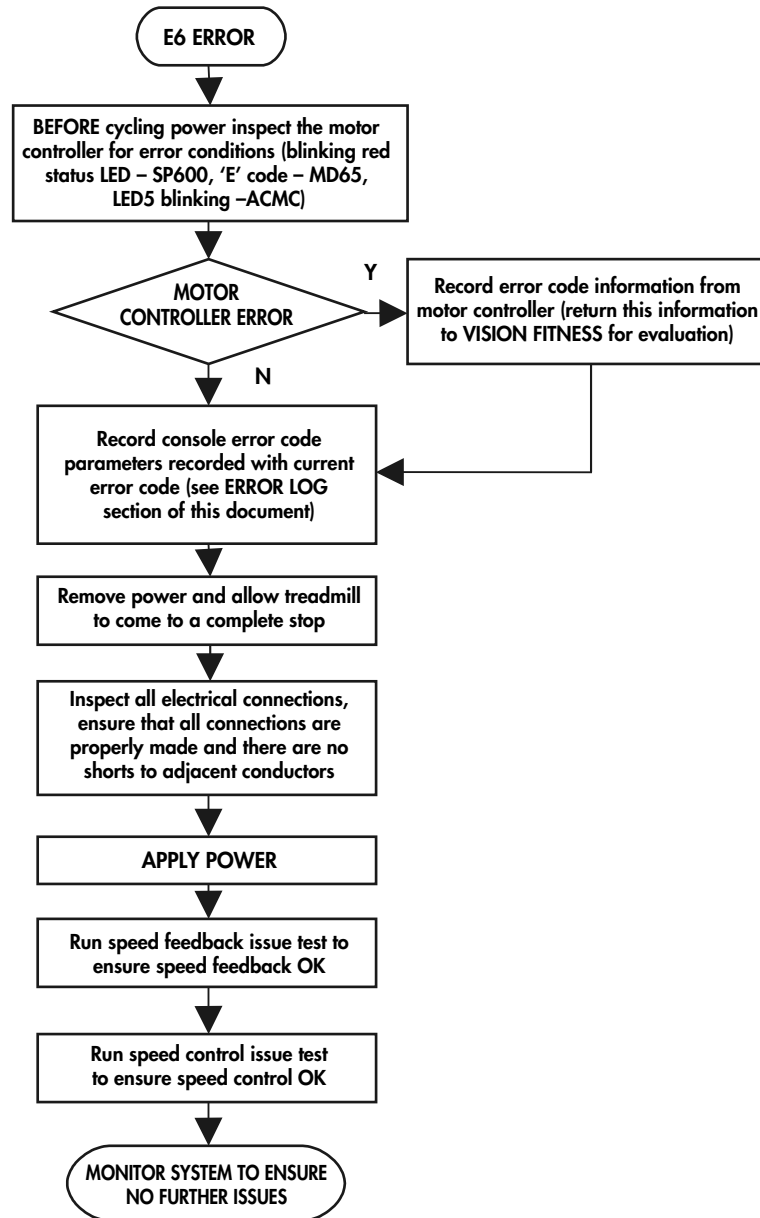 E6 ERROR
BEFORE cycling power inspect the motor
controller for error conditions (blinking red
status LED – SP600, ‘E’ code – MD65,
LED5 blinking –ACMC)
MOTOR
CONTROLLER ERROR
Y
Record error code information from
motor controller (return this information
to VISION FITNESS for evaluation)
N
Record console error code
parameters recorded with current
error code (see ERROR LOG
section of this document)
Remove power and allow treadmill
to come to a complete stop
Inspect all electrical connections,
ensure that all connections are
properly made and there are no
shorts to adjacent conductors
APPLY POWER
Run speed feedback issue test to
ensure speed feedback OK
Run speed control issue test
to ensure speed control OK
MONITOR SYSTEM TO ENSURE
NO FURTHER ISSUES